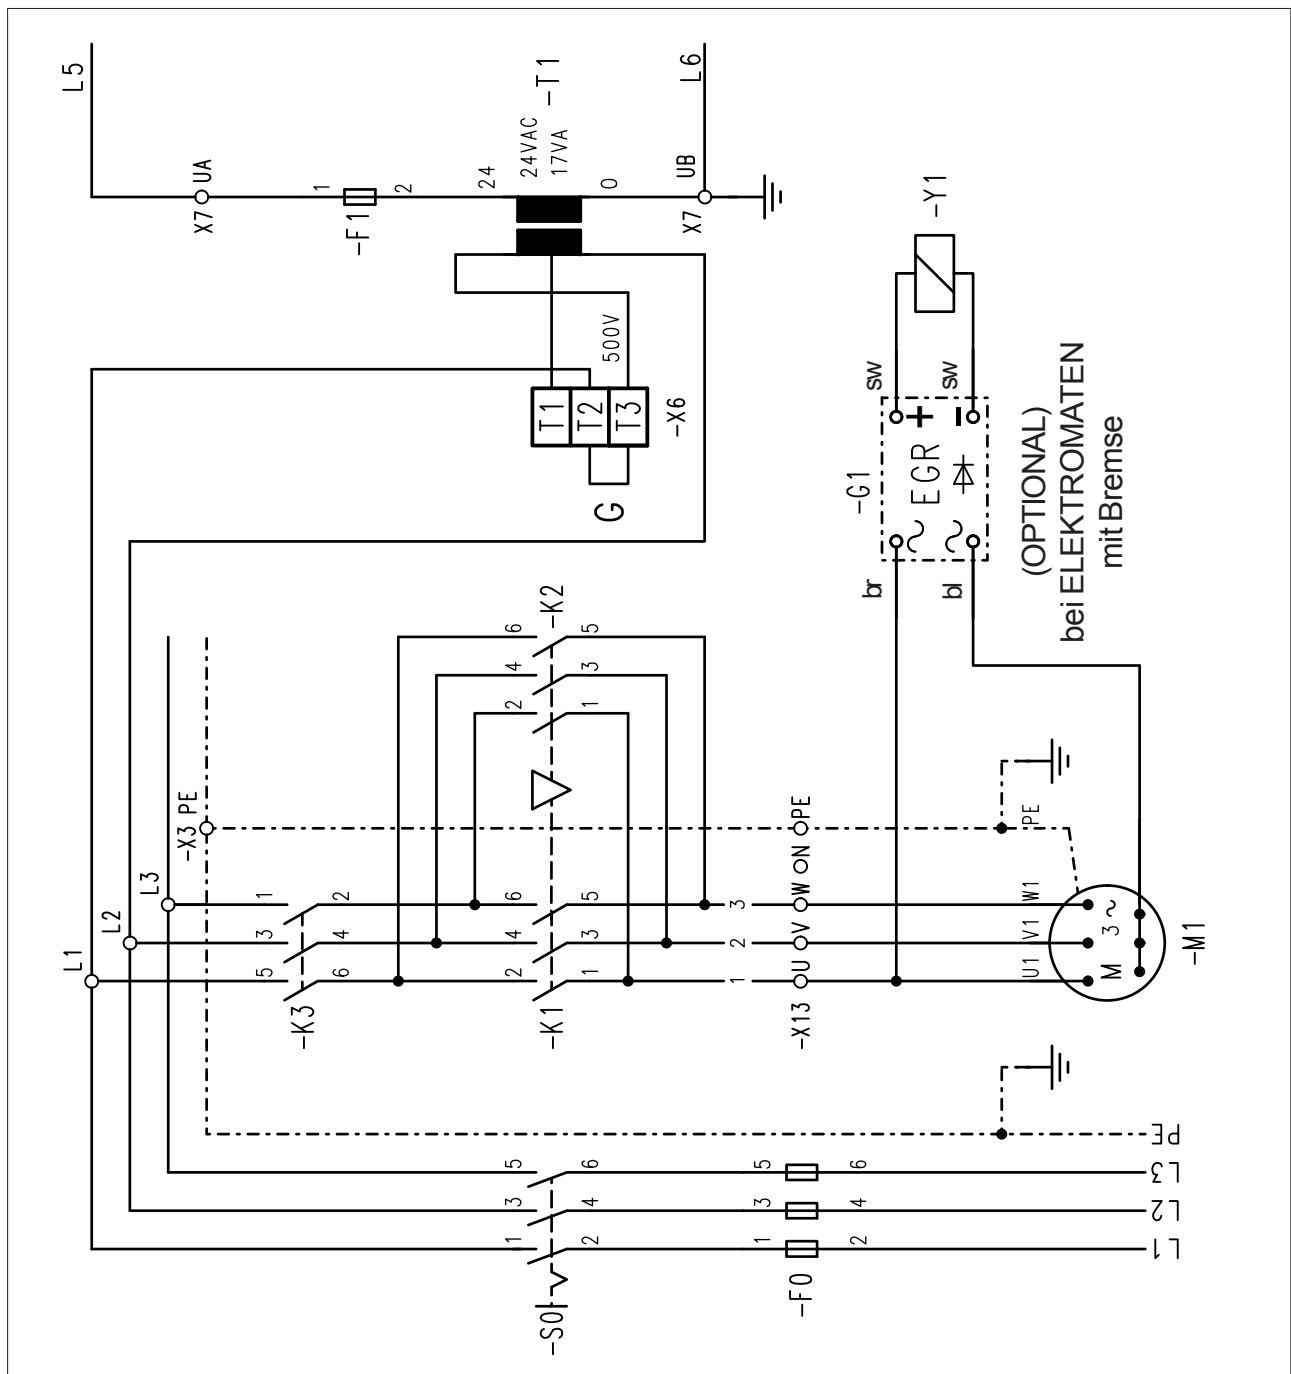 L1
L2
L3
-X3 PE
L5
X7 UA
1
-F1
2
24
24VAC
17VA
-T1
0
X7 UB
L6
T1
T2
T3
-X6
500V
G
-K3
5 6
3 4
1 2
-K1
2 1
4 3
6 5
-K2
2 1
4 3
6 5
1
2
3
-X13 U V W N PE
U1
V1
W1
PE
M
3 ~
-M1
-S0
1 2
3 4
5 6
-F0
1 2
3 4
5 6
L1
L2
L3
PE
br
bl
-G1
~
~
EGR
+
-
sw
sw
-Y1
(OPTIONAL)
bei ELEKTROMATEN
mit Bremse